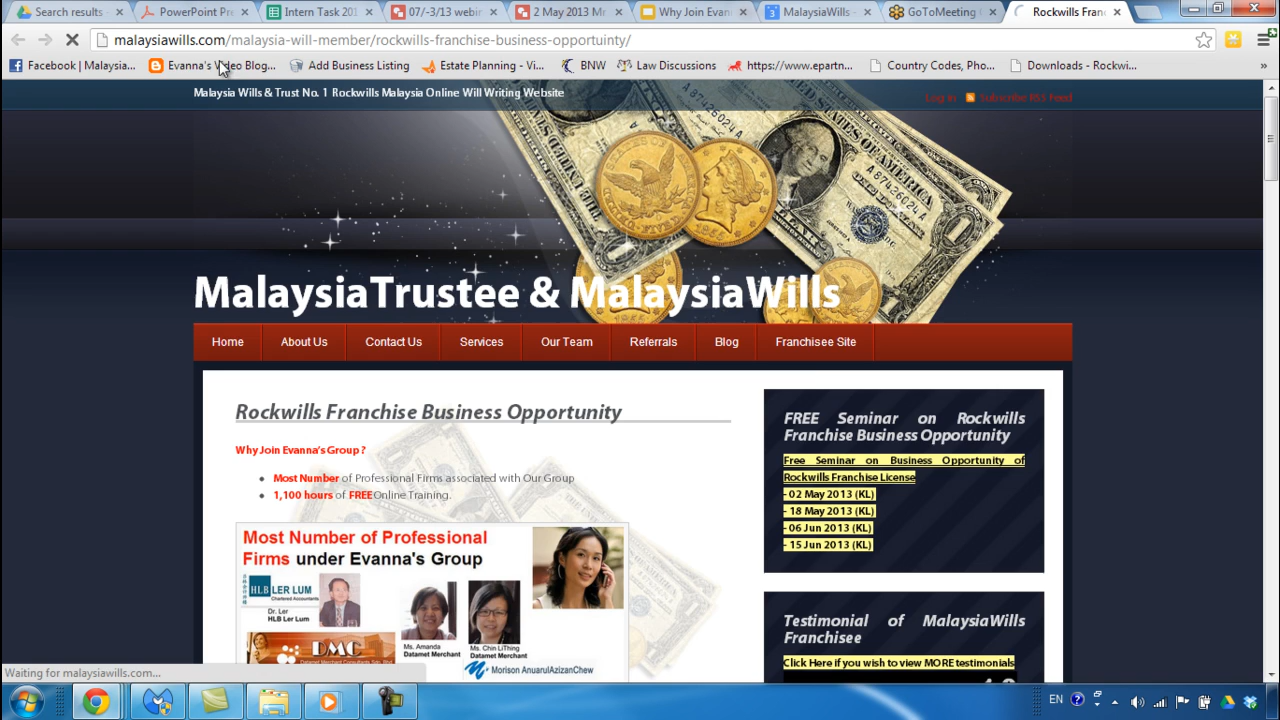 Search results -
PowerPoint Pre
Intern Task 201
07/-3/13 webin
2 May 2013 Mr
Why Join Evann
MalaysiaWills -
GoToMeeting
Rockwills Fran
malaysiawills.com/malaysia-will-member/rockwills-franchise-business-opportuinty/
Facebook | Malaysia...
Evanna's Video Blog...
Add Business Listing
Estate Planning - Vi...
BNW
Law Discussions
https://www.epartn...
Country Codes, Pho...
Downloads - Rockwi...
»
Malaysia Wills & Trust No. 1 Rockwills Malaysia Online Will Writing Website
Log in
Subscribe RSS Feed
MalaysiaTrustee & MalaysiaWills
Home
About Us
Contact Us
Services
Our Team
Referrals
Blog
Franchisee Site
Rockwills Franchise Business Opportunity
Why Join Evanna's Group ?
• Most Number of Professional Firms associated with Our Group
• 1,100 hours of FREE Online Training.
Most Number of Professional
Firms under Evanna's Group
HLB LER LUM
Chartered Accountants
Dr. Ler
HLB Ler Lum
DMC
Datamet Merchant Consultants Sdn. Bhd.
Ms. Amanda
Datamet Merchant
Ms. Chin LiThing
Datamet Merchant
Morison AnuarulAzizanChew
FREE Seminar on Rockwills
Franchise Business Opportunity
Free Seminar on Business Opportunity of
Rockwills Franchise License
- 02 May 2013 (KL)
- 18 May 2013 (KL)
- 06 Jun 2013 (KL)
- 15 Jun 2013 (KL)
Testimonial of MalaysiaWills
Franchisee
Click Here if you wish to view MORE testimonials
Waiting for malaysiawills.com...
EN